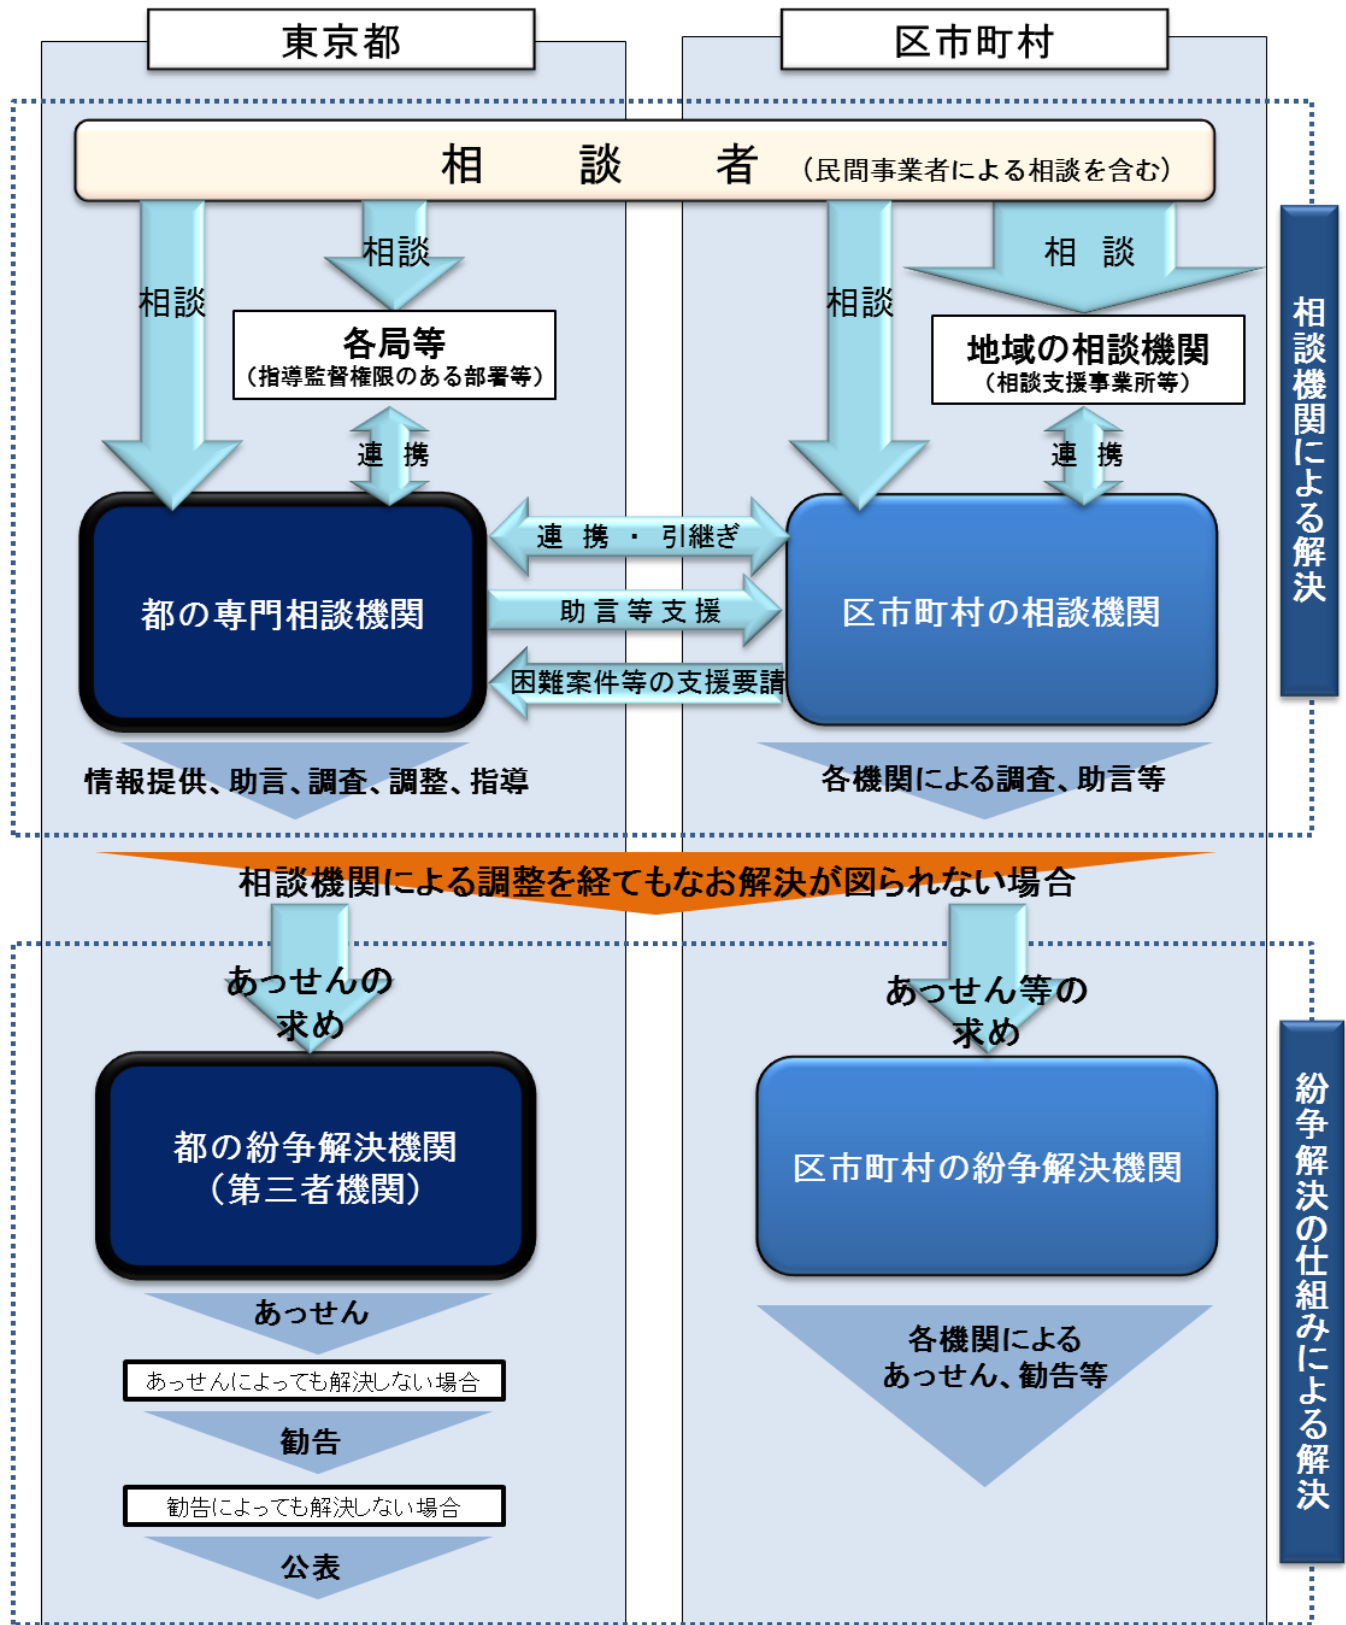 東京都
区市町村
相 談 者 （民間事業者による相談を含む）
相談
相談
相談
相 談
各局等
（指導監督権限のある部署等）
地域の相談機関
（相談支援事業所等）
連 携
連 携
都の専門相談機関
連 携 ・ 引継ぎ
助言等支援
困難案件等の支援要請
区市町村の相談機関
情報提供、助言、調査、調整、指導
各機関による調査、助言等
相談機関による解決
相談機関による調整を経てもなお解決が図られない場合
あっせんの
求め
あっせん等の
求め
都の紛争解決機関
（第三者機関）
区市町村の紛争解決機関
あっせん
あっせんによっても解決しない場合
勧告
勧告によっても解決しない場合
公表
各機関による
あっせん、勧告等
紛争解決の仕組みによる解決